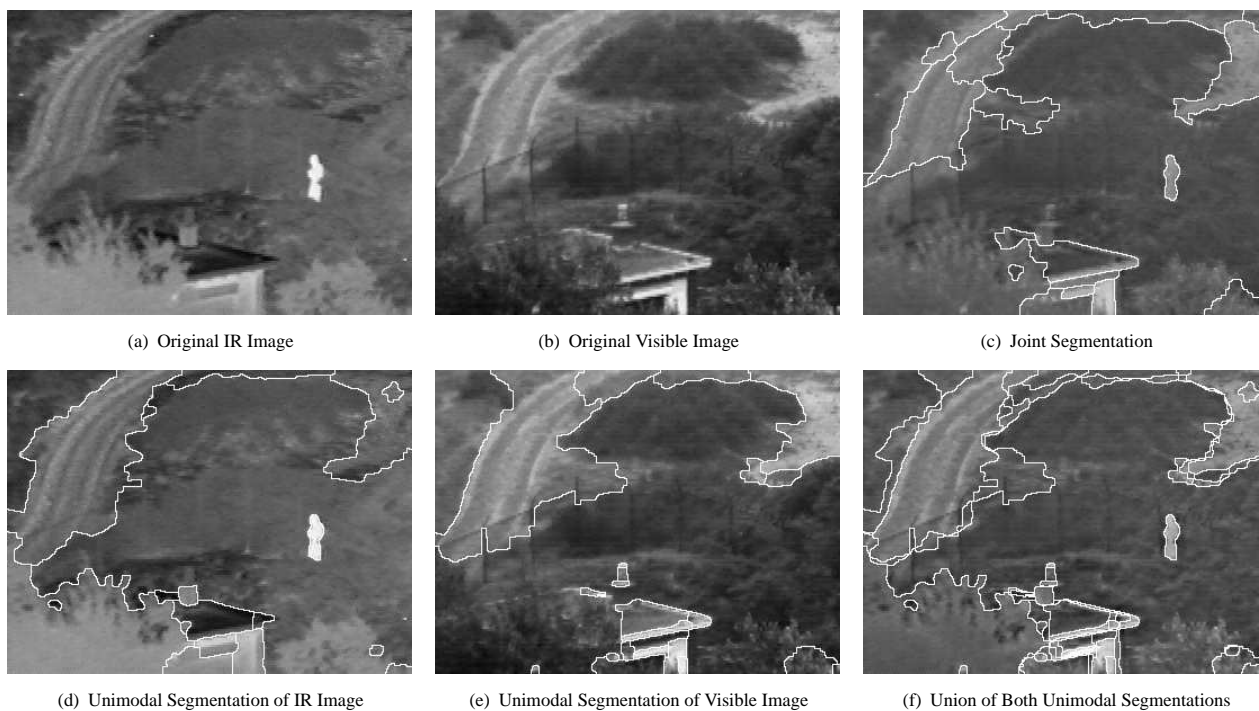 (a) Original IR Image
(b) Original Visible Image
(c) Joint Segmentation
(d) Unimodal Segmentation of IR Image
(e) Unimodal Segmentation of Visible Image
(f) Union of Both Unimodal Segmentations